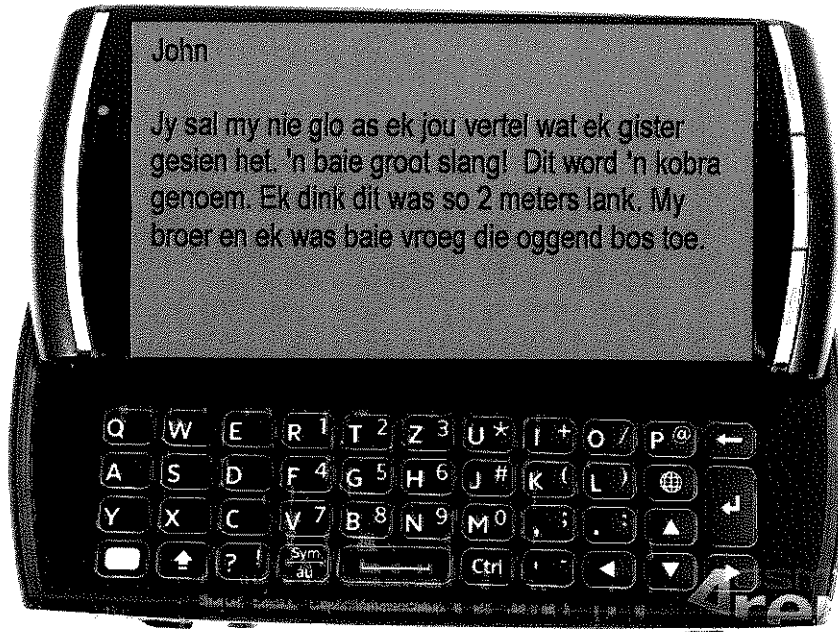 John
Jy sal my nie glo as ek jou vertel wat ek gister
gesien het. 'n baie groot slang!  Dit word 'n kobra
genoem. Ek dink dit was so 2 meters lank. My
broer en ek was baie vroeg die oggend bos toe.
Q W E R 1 T 2 Z 3 U * I + O / P @
A S D F 4 G 5 H 6 J # K ( L )
Y X C V 7 B 8 N 9 M 0 , ; . :
? ! Sym Ctrl ' -
aü